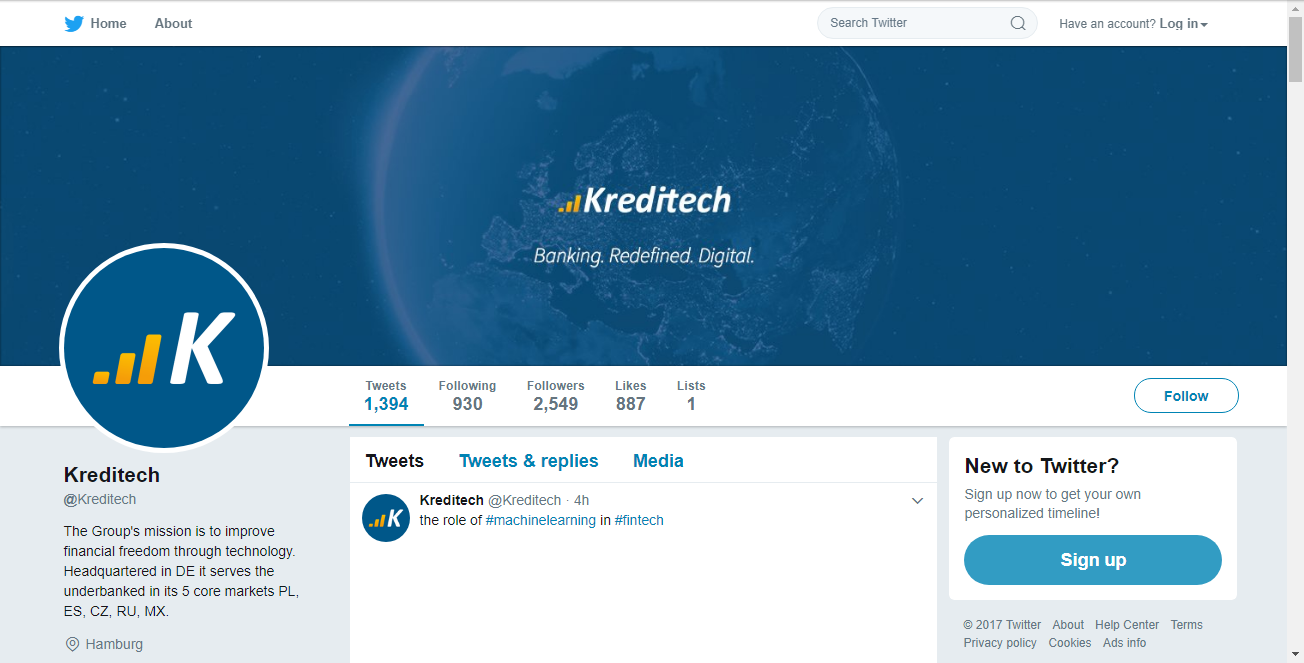 Home About Search Twitter Have an account? Log in
Kreditech
Banking. Redefined. Digital.
K
Tweets Following Followers Likes Lists
1,394 930 2,549 887 1
Follow
Kreditech
@Kreditech
The Group's mission is to improve
financial freedom through technology.
Headquartered in DE it serves the
underbanked in its 5 core markets PL,
ES, CZ, RU, MX.
Hamburg
Tweets Tweets & replies Media
K
Kreditech @Kreditech · 4h
the role of #machinelearning in #fintech
New to Twitter?
Sign up now to get your own
personalized timeline!
Sign up
© 2017 Twitter About Help Center Terms
Privacy policy Cookies Ads info